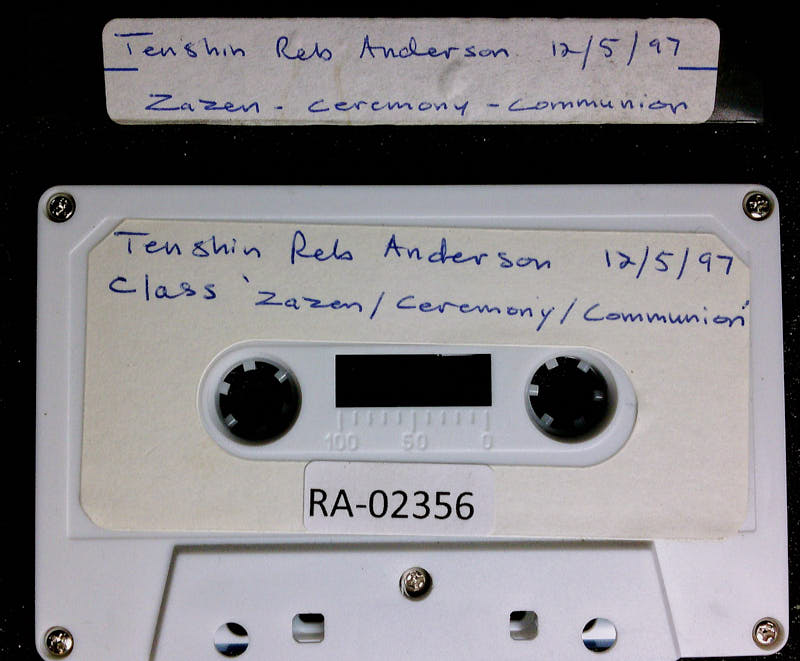 Tenshin Reb Anderson 12/5/97
Zazen - Ceremony - Communion
Tenshin Reb Anderson 12/5/97
Class 'Zazen/Ceremony/Communion'
100 50 0
RA-02356